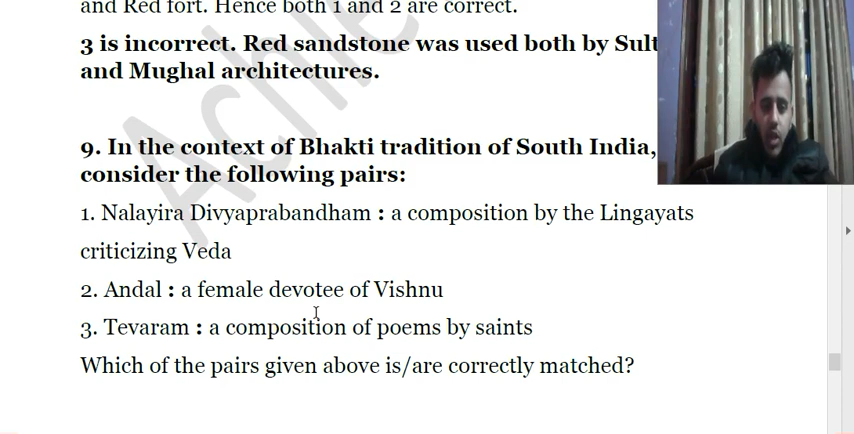 and Red fort. Hence both 1 and 2 are correct.
3 is incorrect. Red sandstone was used both by
and Mughal architectures.
9. In the context of Bhakti tradition of South India,
consider the following pairs:
1. Nalayira Divyaprabandham : a composition by the Lingayats
criticizing Veda
2. Andal : a female devotee of Vishnu
3. Tevaram : a composition of poems by saints
Which of the pairs given above is/are correctly matched?